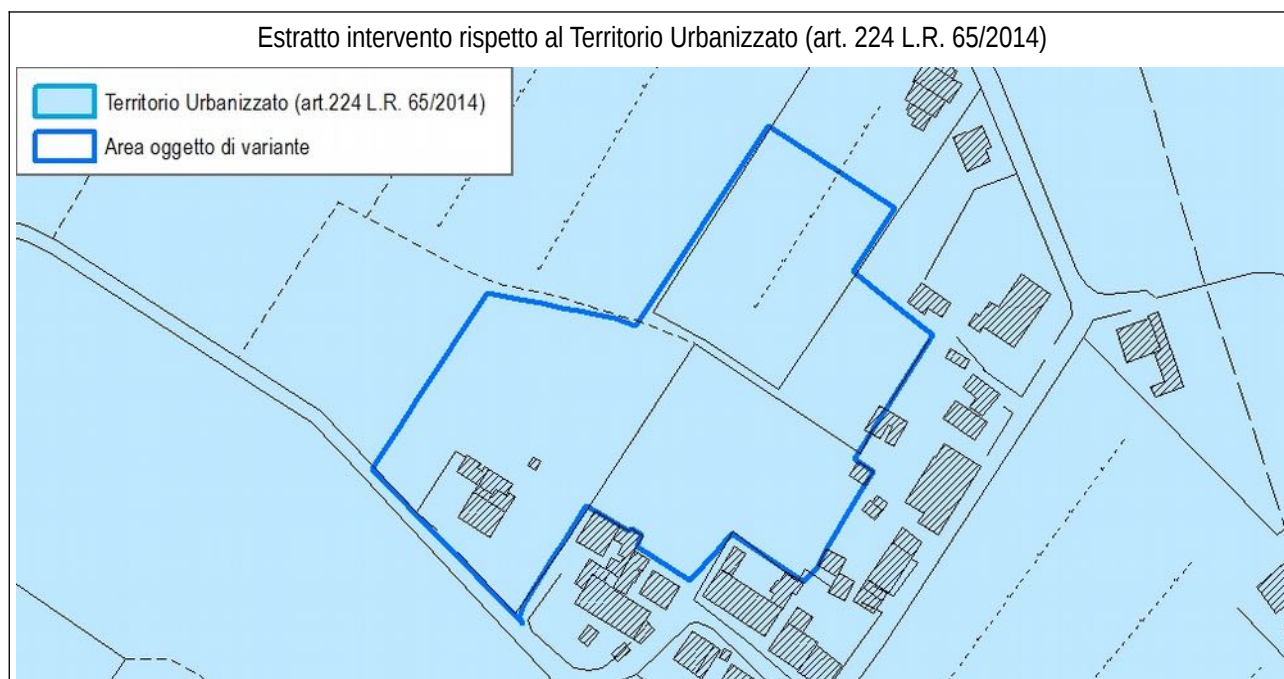 Estratto intervento rispetto al Territorio Urbanizzato (art. 224 L.R. 65/2014)
Territorio Urbanizzato (art.224 L.R. 65/2014)
Area oggetto di variante